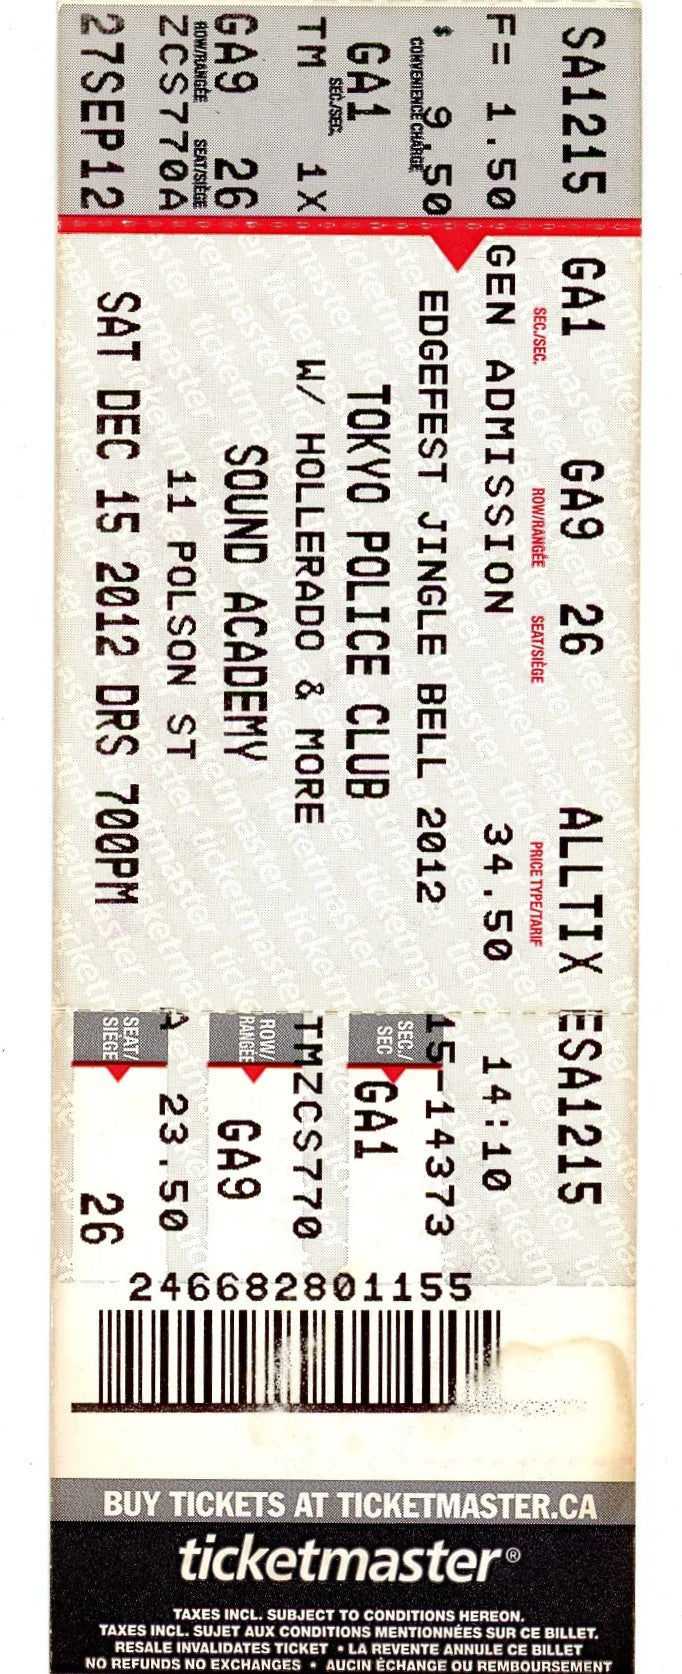 SA1215
F= 1.50
$ 9.50
CONVENIENCE CHARGE
GA1
SEC./SEC.
TM 1X
GA9 26
ROW/RANGÉE SEAT/SIÈGE
ZCS770A
27SEP12
GA1 GA9 26 ALLTIX ESA1215
SEC./SEC. ROW/RANGÉE SEAT/SIÈGE PRICE TYPE/TARIF
GEN ADMISSION 34.50 14:10
EDGEFEST JINGLE BELL 2012
TOKYO POLICE CLUB
W/ HOLLERADO & MORE
SOUND ACADEMY
11 POLSON ST
SAT DEC 15 2012 DRS 700PM
15-14373
SEC./
SEC
GA1
TMZCS770
ROW/
RANGÉE
GA9
A 23.50
SEAT/
SIÈGE
26
246682801155
BUY TICKETS AT TICKETMASTER.CA
ticketmaster®
TAXES INCL. SUBJECT TO CONDITIONS HEREON.
TAXES INCL. SUJET AUX CONDITIONS MENTIONNÉES SUR CE BILLET.
RESALE INVALIDATES TICKET • LA REVENTE ANNULE CE BILLET
NO REFUNDS NO EXCHANGES • AUCIN ÉCHANGE OU REMBOURSEMENT